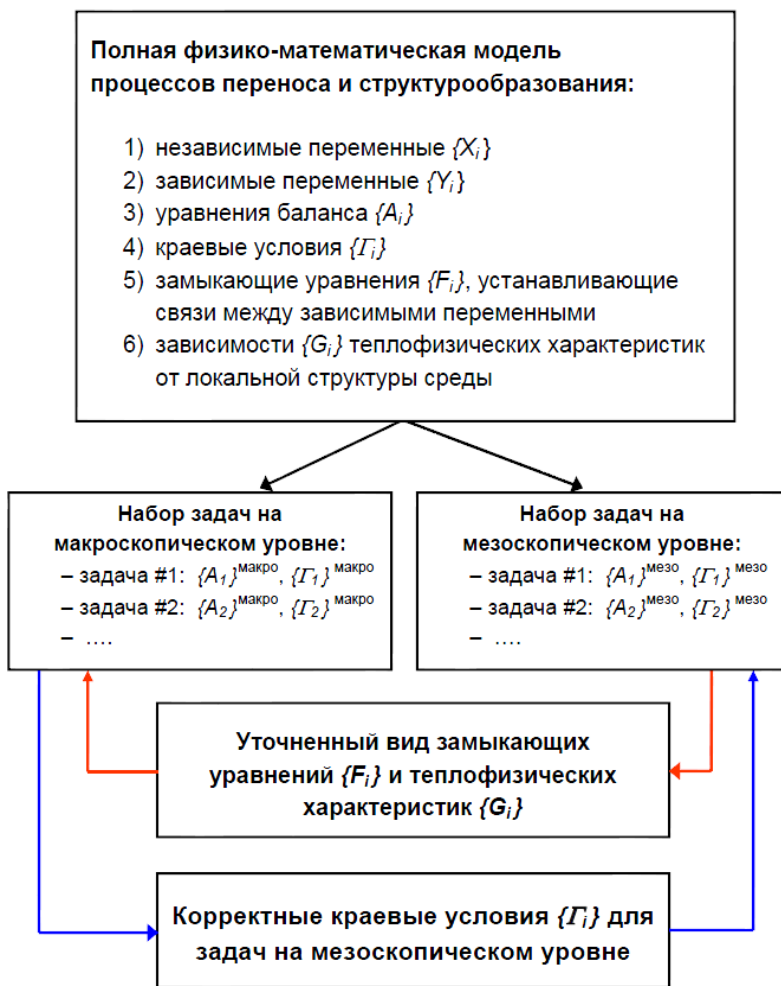 Полная физико-математическая модель
процессов переноса и структурообразования:
1) независимые переменные {Xᵢ}
2) зависимые переменные {Yᵢ}
3) уравнения баланса {Aᵢ}
4) краевые условия {Γᵢ}
5) замыкающие уравнения {Fᵢ}, устанавливающие
связи между зависимыми переменными
6) зависимости {Gᵢ} теплофизических характеристик
от локальной структуры среды
Набор задач на
макроскопическом уровне:
– задача #1: {A₁}макро, {Γ₁} макро
– задача #2: {A₂}макро, {Γ₂} макро
– ….
Набор задач на
мезоскопическом уровне:
– задача #1: {A₁}мезо, {Γ₁} мезо
– задача #2: {A₂}мезо, {Γ₂} мезо
– ….
Уточненный вид замыкающих
уравнений {Fᵢ} и теплофизических
характеристик {Gᵢ}
Корректные краевые условия {Γᵢ} для
задач на мезоскопическом уровне